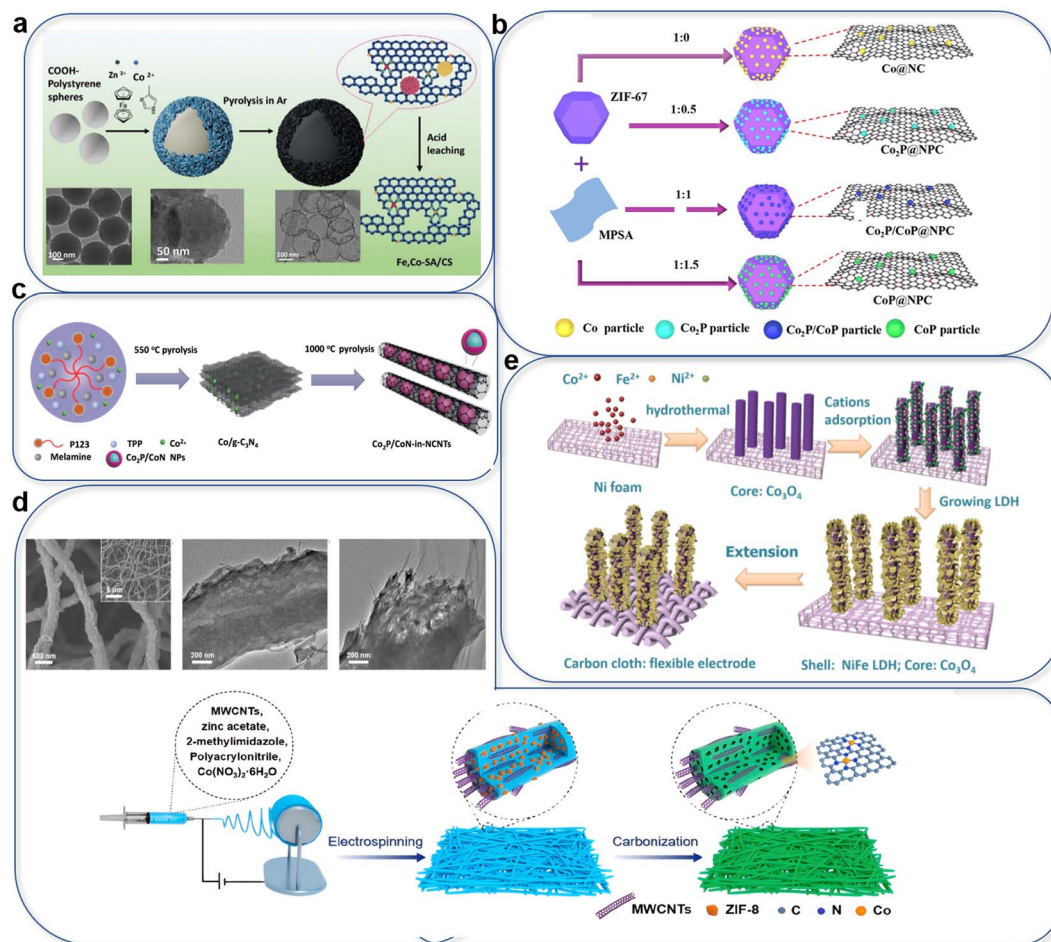 a
COOH-
Polystyrene
spheres
Zn 2+
Co 2+
Fe
Pyrolysis in Ar
Acid
leaching
100 nm
50 nm
100 nm
Fe,Co-SA/CS
b
1:0
Co@NC
ZIF-67
1:0.5
Co₂P@NPC
+
1:1
MPSA
Co₂P/CoP@NPC
1:1.5
CoP@NPC
Co particle
Co₂P particle
Co₂P/CoP particle
CoP particle
c
550 °C pyrolysis
1000 °C pyrolysis
P123
TPP
Co²⁺
Melamine
Co₂P/CoN NPs
Co/g-C₃N₄
Co₂P/CoN-in-NCNTs
e
Co²⁺
Fe²⁺
Ni²⁺
hydrothermal
Cations
adsorption
Ni foam
Core: Co₃O₄
Growing LDH
Extension
Carbon cloth: flexible electrode
Shell: NiFe LDH; Core: Co₃O₄
d
5 μm
500 nm
200 nm
200 nm
MWCNTs,
zinc acetate,
2-methylimidazole,
Polyacrylonitrile,
Co(NO₃)₂·6H₂O
Electrospinning
Carbonization
MWCNTs
ZIF-8
C
N
Co